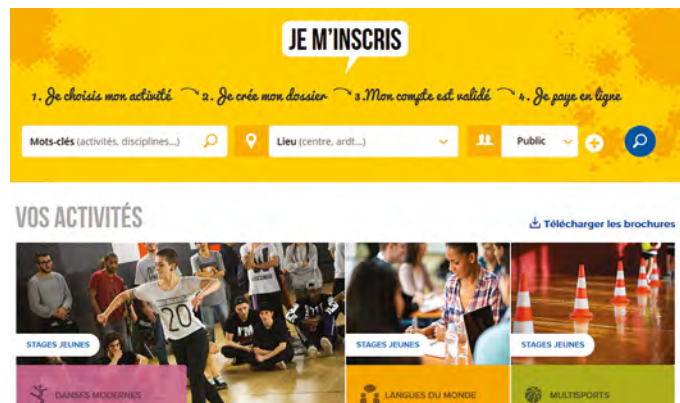 JE M'INSCRIS
1. Je choisis mon activité 2. Je crée mon dossier 3. Mon compte est validé 4. Je paye en ligne
Mots-clés (activités, disciplines...) Lieu (centre, ardt...) Public
VOS ACTIVITÉS
Télécharger les brochures
20
I'M
STAGES JEUNES STAGES JEUNES STAGES JEUNES
DANSES MODERNES LANGUES DU MONDE MULTISPORTS